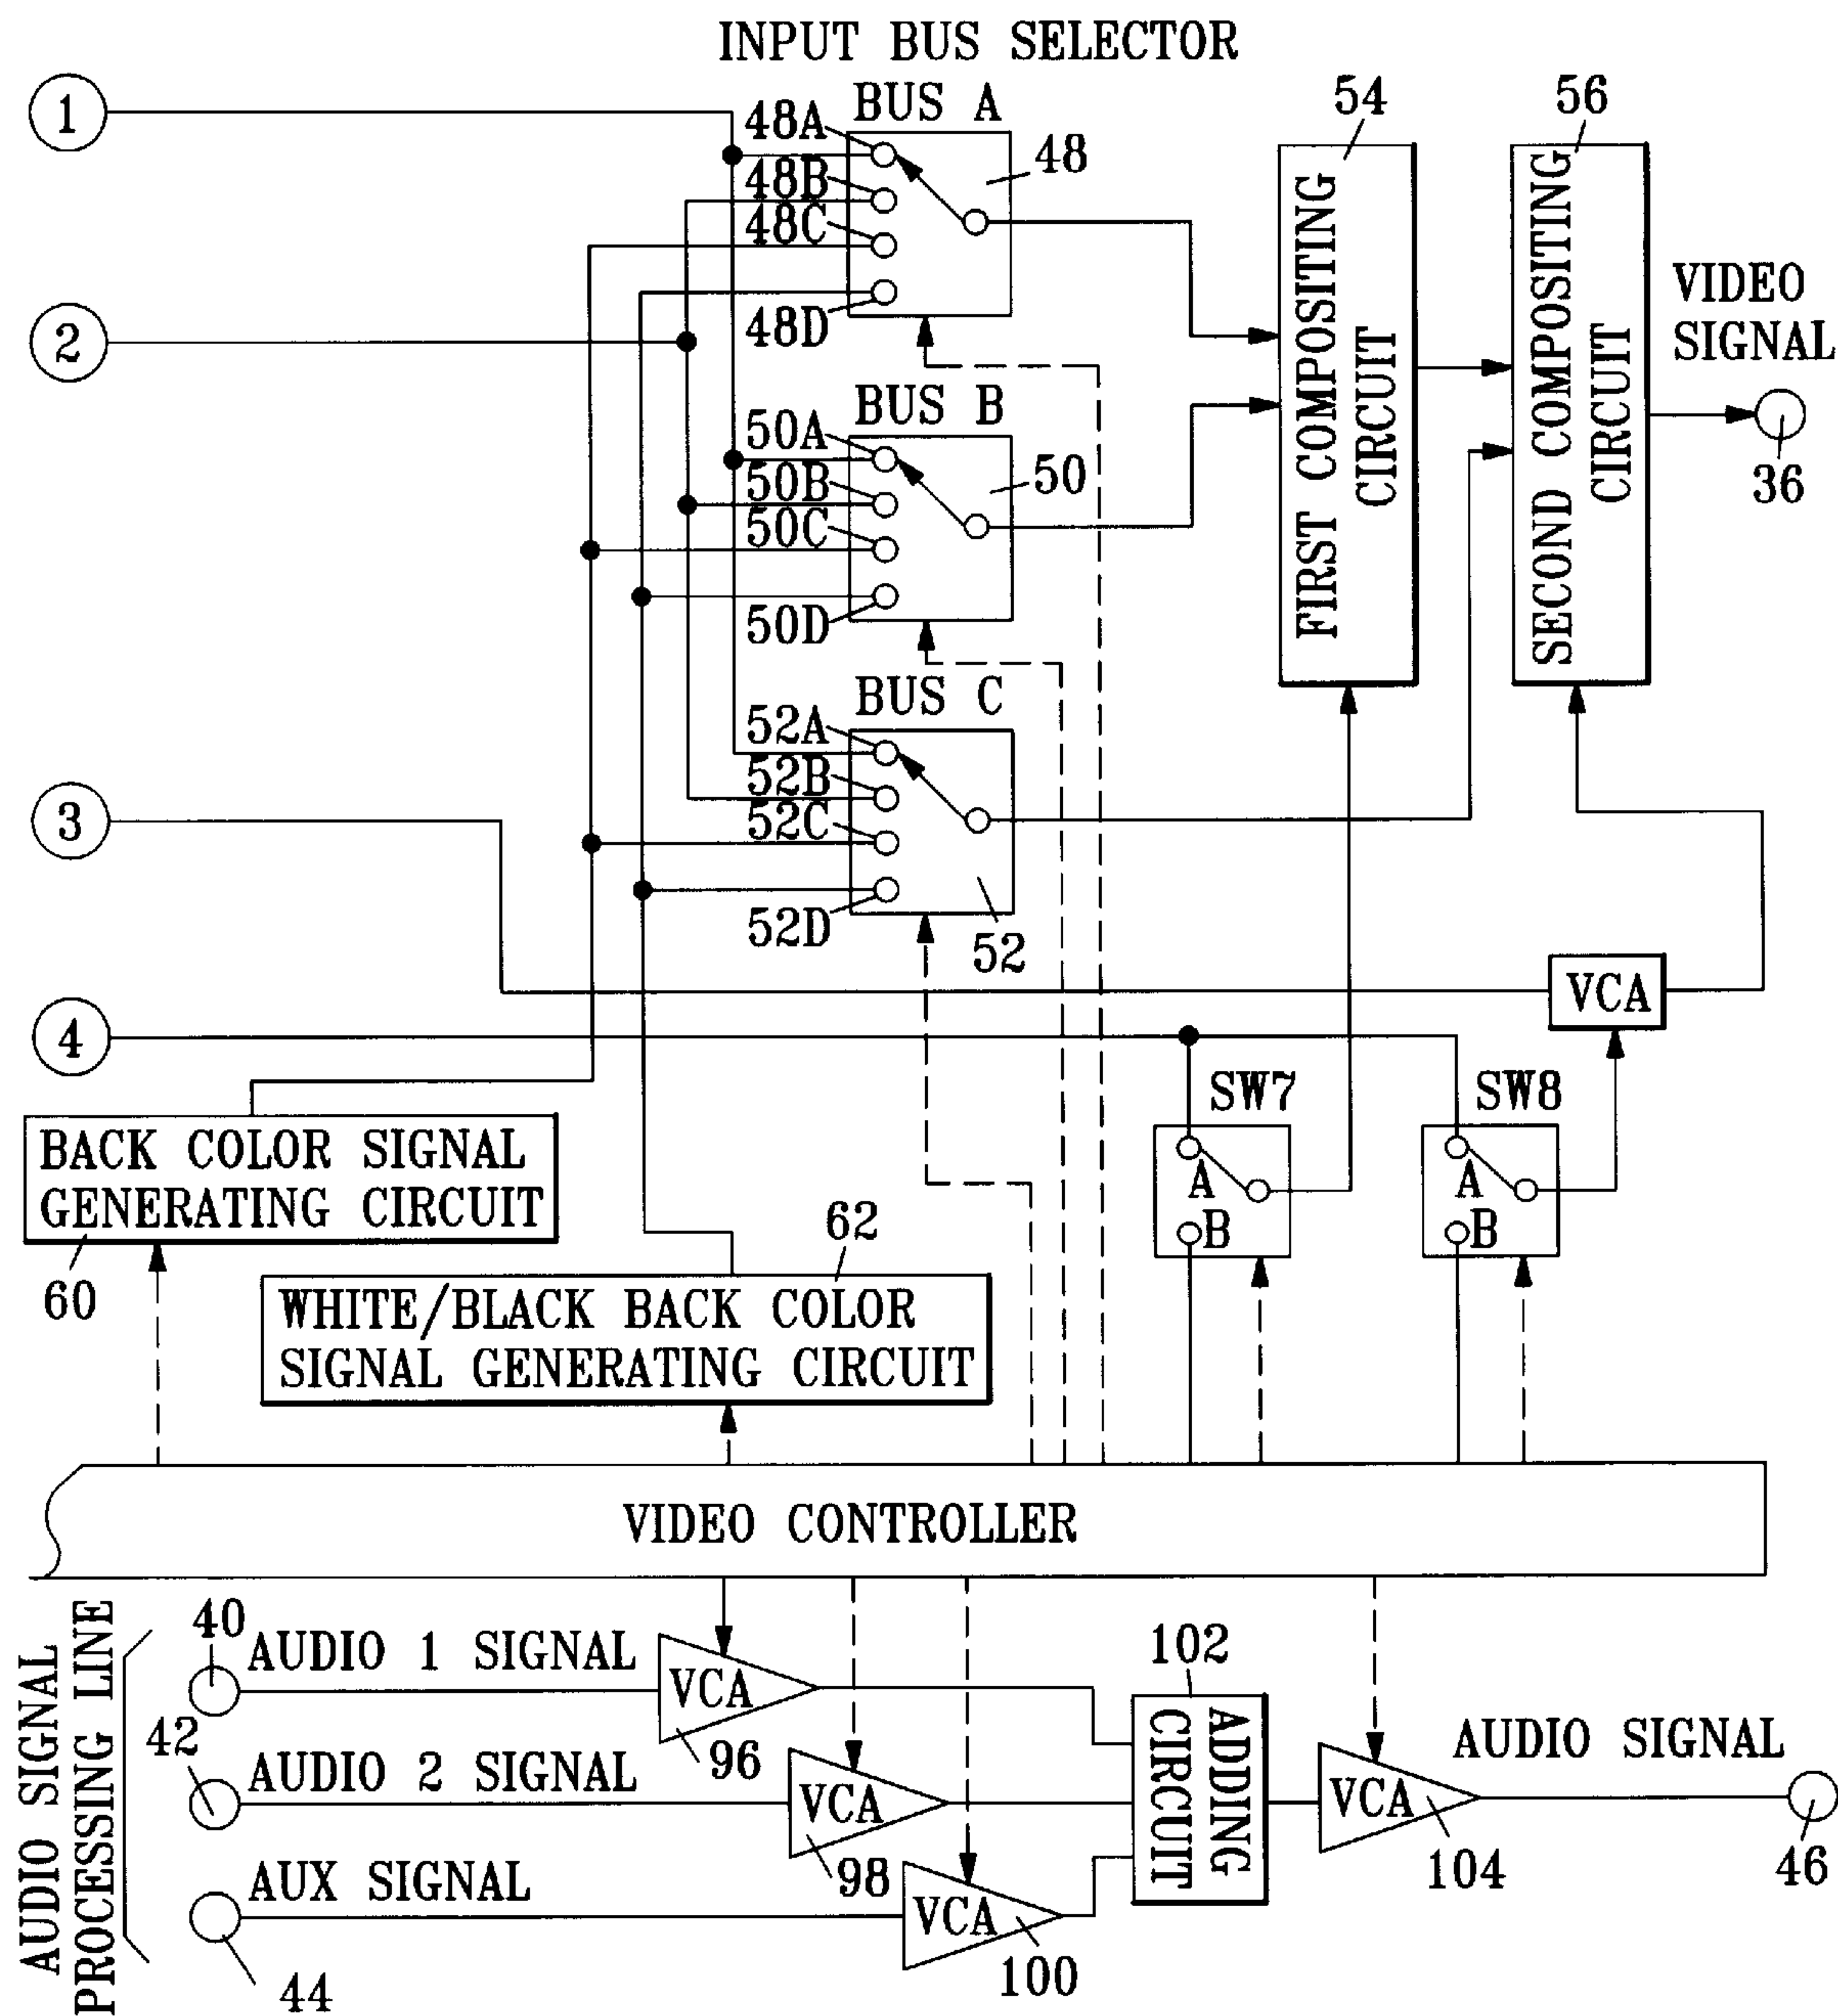 INPUT BUS SELECTOR
1
BUS A
54
56
48A
48
48B
48C
48D
2
FIRST COMPOSITING
CIRCUIT
SECOND COMPOSITING
CIRCUIT
VIDEO
SIGNAL
36
BUS B
50A
50
50B
50C
50D
BUS C
52A
52B
52C
52D
52
3
VCA
4
SW7
SW8
A
B
A
B
BACK COLOR SIGNAL
GENERATING CIRCUIT
60
62
WHITE/BLACK BACK COLOR
SIGNAL GENERATING CIRCUIT
VIDEO CONTROLLER
AUDIO SIGNAL
PROCESSING LINE
40
AUDIO 1 SIGNAL
VCA
96
102
42
AUDIO 2 SIGNAL
VCA
98
ADDING
CIRCUIT
VCA
104
AUDIO SIGNAL
46
AUX SIGNAL
VCA
100
44